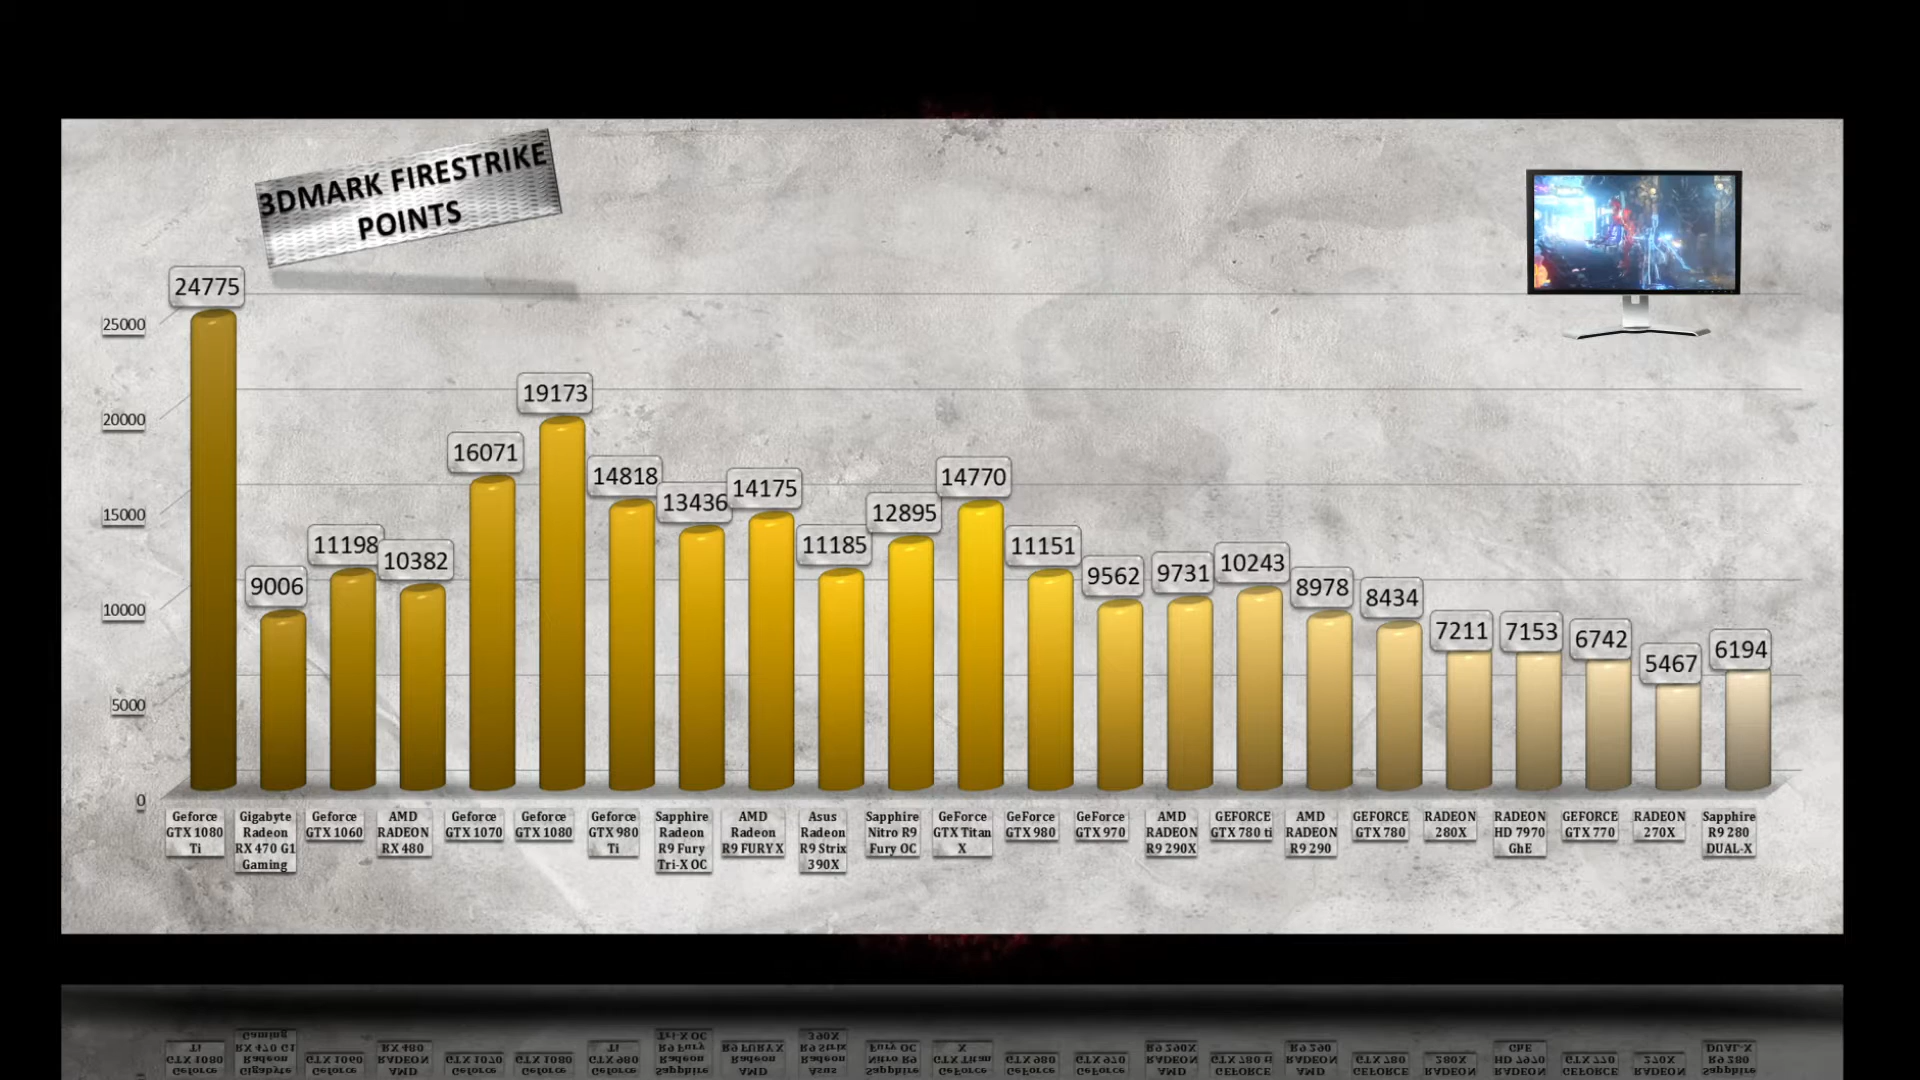 3DMARK FIRESTRIKE
POINTS
24775
9006
11198
10382
16071
19173
14818
13436
14175
11185
12895
14770
11151
9562
9731
10243
8978
8434
7211
7153
6742
5467
6194
25000
20000
15000
10000
5000
0
Geforce
GTX 1080
Ti
Gigabyte
Radeon
RX 470 G1
Gaming
Geforce
GTX 1060
AMD
RADEON
RX 480
Geforce
GTX 1070
Geforce
GTX 1080
Geforce
GTX 980
Ti
Sapphire
Radeon
R9 Fury
Tri-X OC
AMD
Radeon
R9 FURY X
Asus
Radeon
R9 Strix
390X
Sapphire
Nitro R9
Fury OC
GeForce
GTX Titan
X
GeForce
GTX 980
GeForce
GTX 970
AMD
RADEON
R9 290X
GEFORCE
GTX 780 ti
AMD
RADEON
R9 290
GEFORCE
GTX 780
RADEON
280X
RADEON
HD 7970
GhE
GEFORCE
GTX 770
RADEON
270X
Sapphire
R9 280
DUAL-X